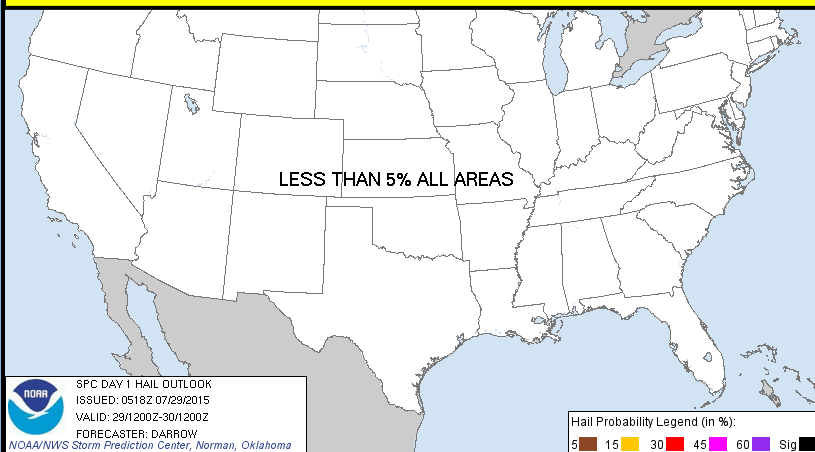 LESS THAN 5% ALL AREAS
NOAA
SPC DAY 1 HAIL OUTLOOK
ISSUED: 0518Z 07/29/2015
VALID: 29/1200Z-30/1200Z
FORECASTER: DARROW
NOAA/NWS Storm Prediction Center, Norman, Oklahoma
Hail Probability Legend (in %):
5 15 30 45 60 Sig